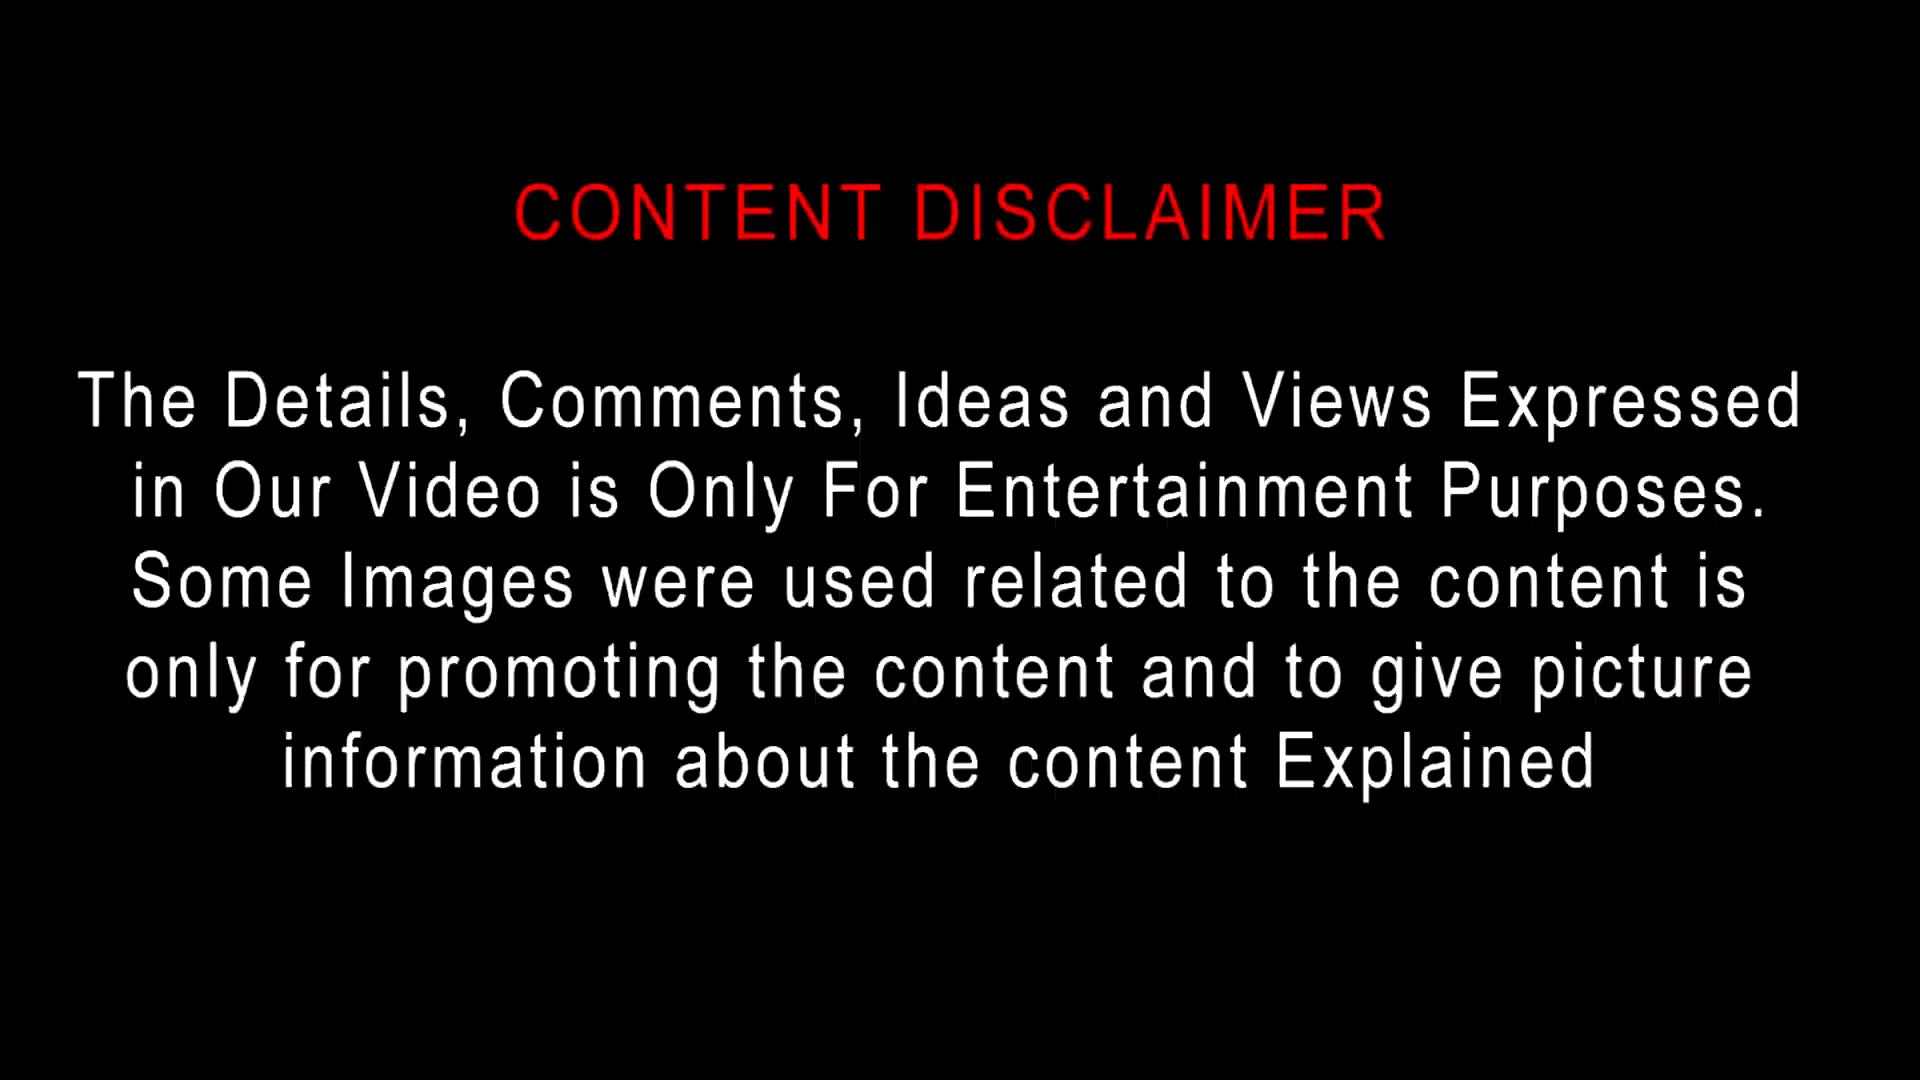 CONTENT DISCLAIMER
The Details, Comments, Ideas and Views Expressed
in Our Video is Only For Entertainment Purposes.
Some Images were used related to the content is
only for promoting the content and to give picture
information about the content Explained